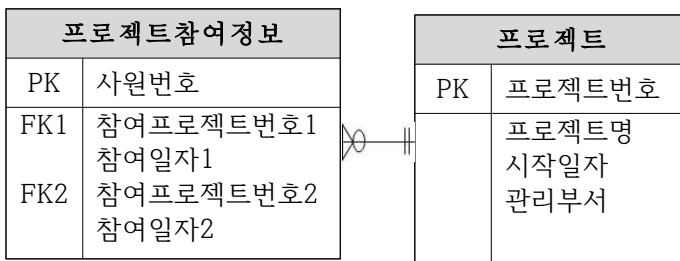 프로젝트참여정보
PK 사원번호
FK1 참여프로젝트번호1
참여일자1
FK2 참여프로젝트번호2
참여일자2
프로젝트
PK 프로젝트번호
프로젝트명
시작일자
관리부서